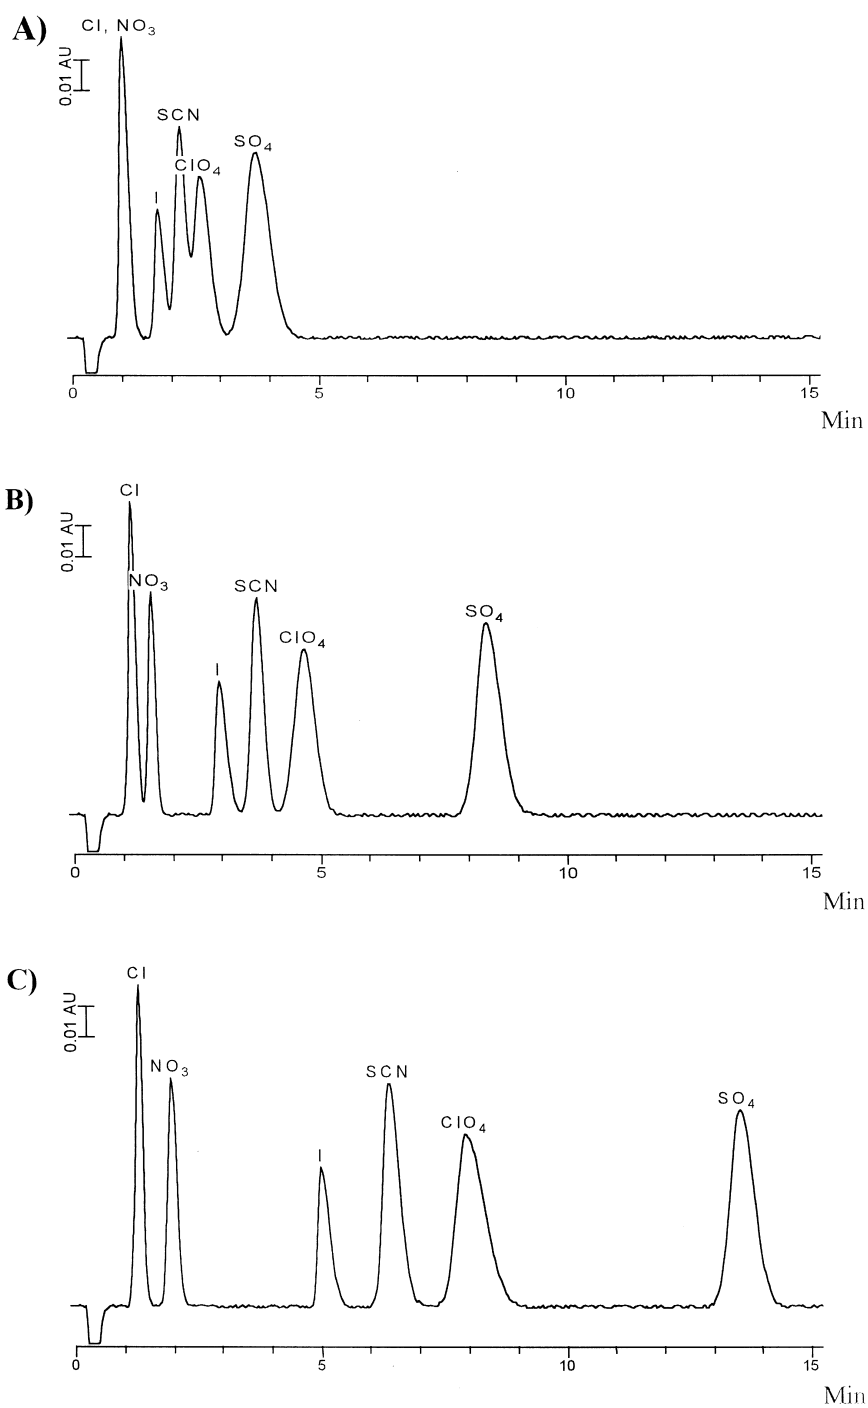 A)
Cl, NO3
0.01 AU
SCN
SO4
ClO4
I
0 5 10 15
Min
B)
Cl
0.01 AU
NO3
SCN
SO4
ClO4
I
0 5 10 15
Min
C)
Cl
0.01 AU
NO3
SCN
SO4
ClO4
I
0 5 10 15
Min